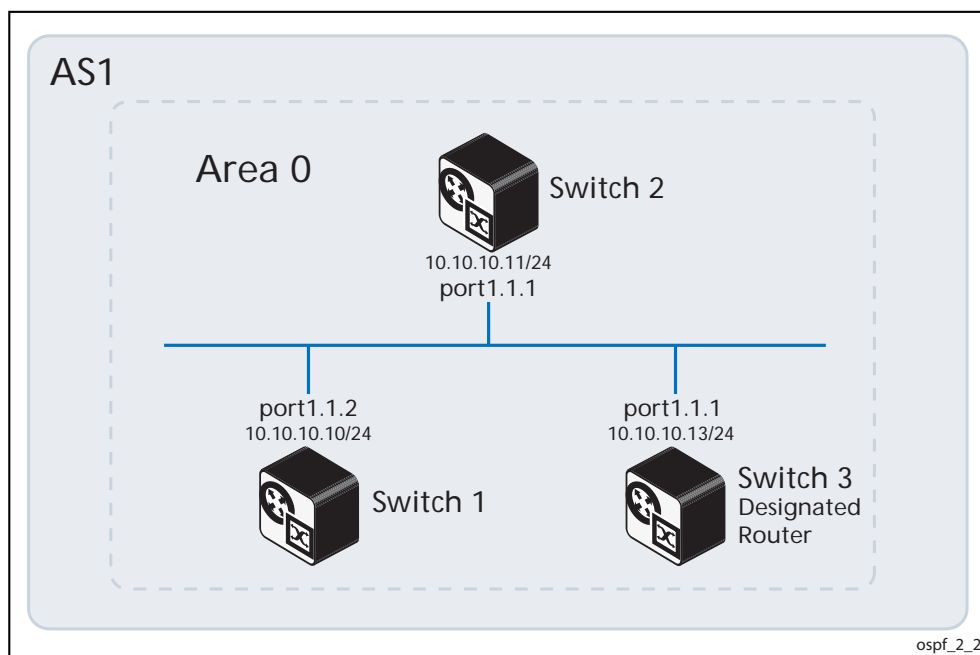 AS1
Area 0
Switch 2
10.10.10.11/24
port1.1.1
port1.1.2
10.10.10.10/24
Switch 1
port1.1.1
10.10.10.13/24
Switch 3
Designated
Router
ospf_2_2